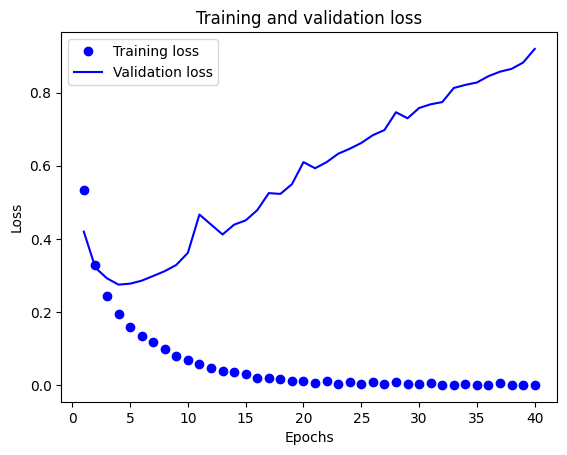 Training and validation loss
Training loss
Validation loss
Loss
0.8
0.6
0.4
0.2
0.0
0 5 10 15 20 25 30 35 40
Epochs